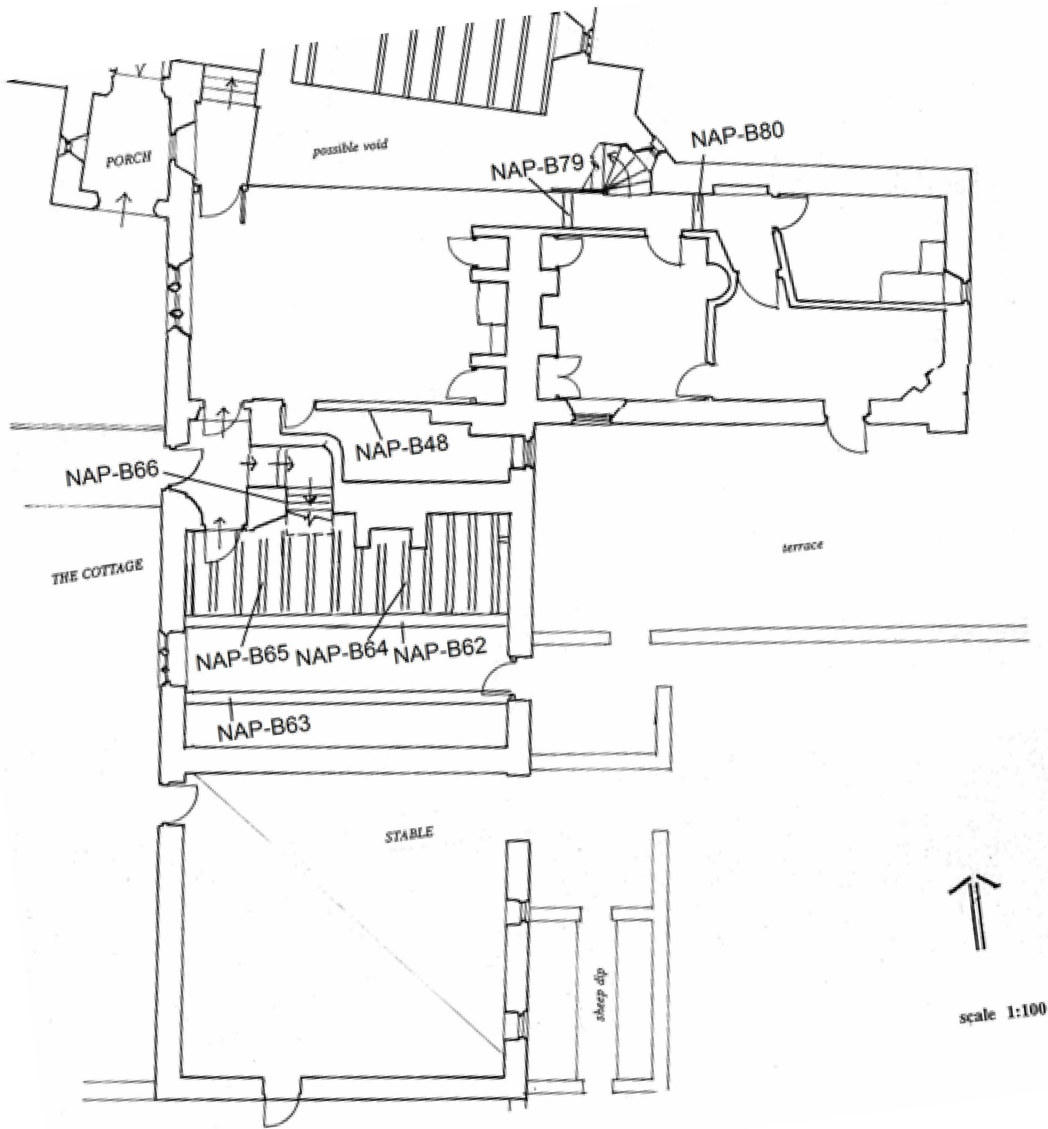 PORCH
possible void
NAP-B79
NAP-B80
NAP-B48
NAP-B66
THE COTTAGE
terrace
NAP-B65
NAP-B64
NAP-B62
NAP-B63
STABLE
sheep dip
scale 1:100